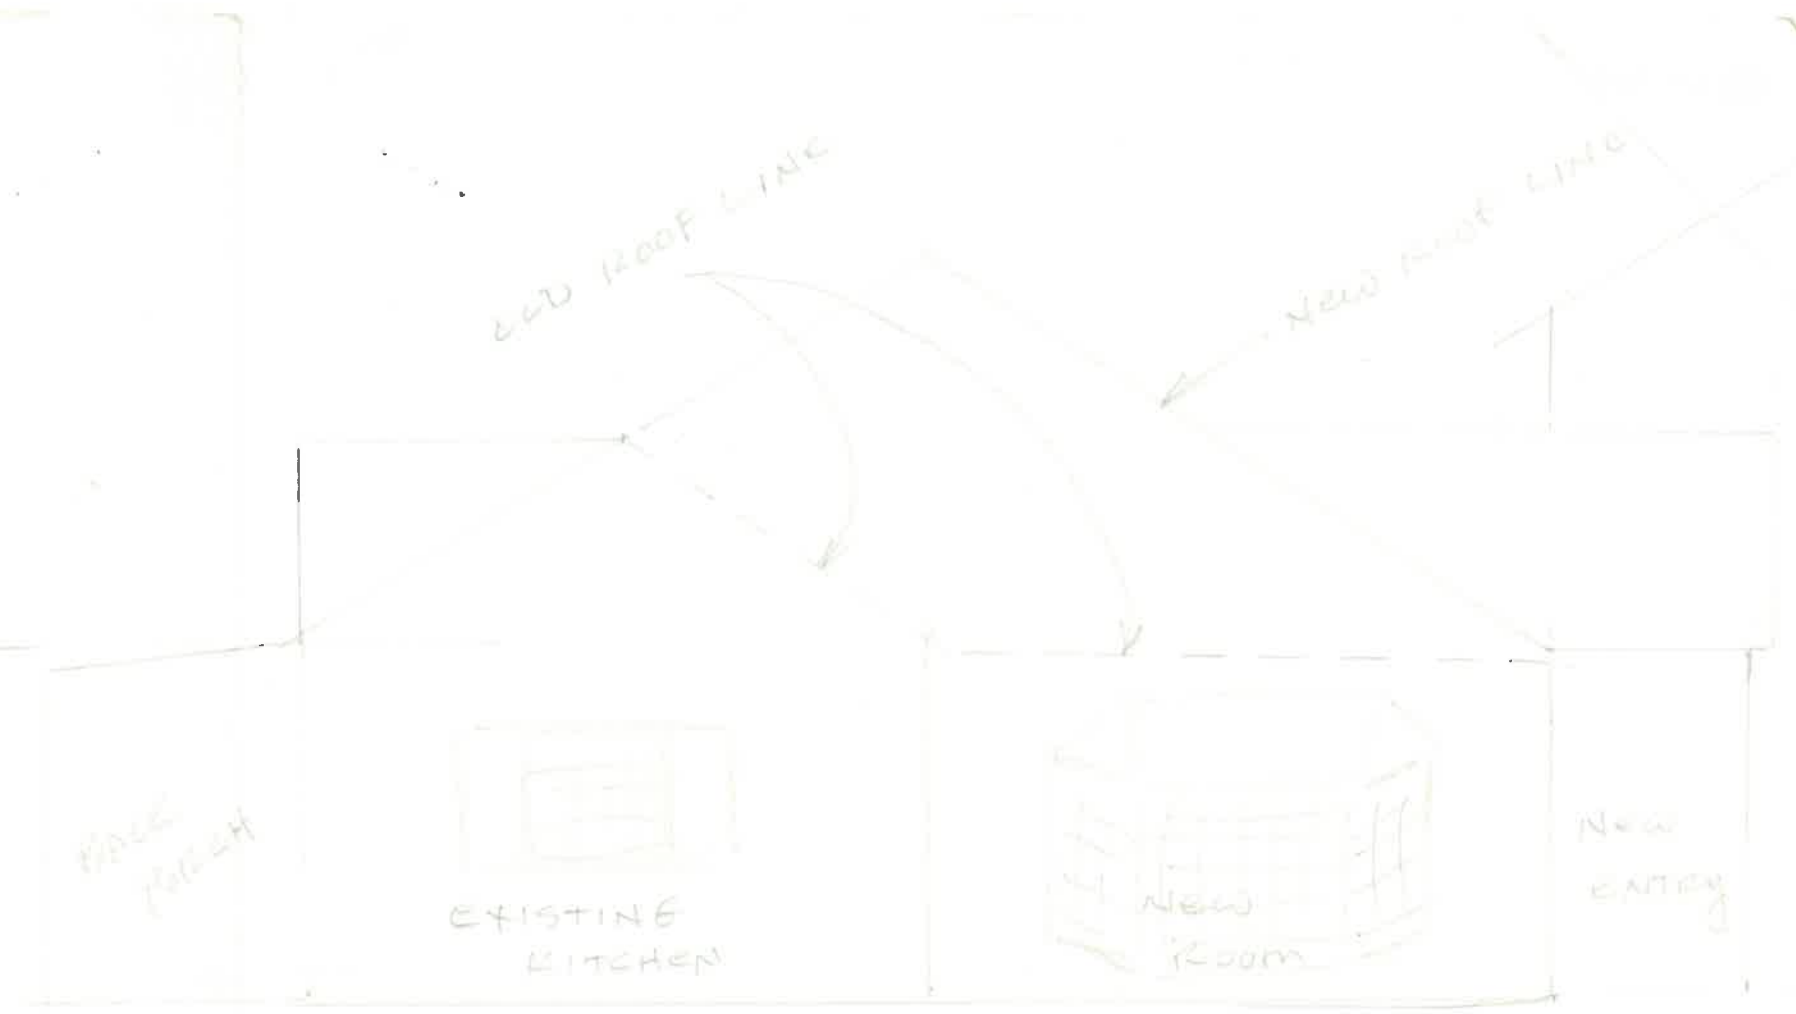 OLD ROOF LINE
NEW ROOF LINE
BACK
PORCH
EXISTING
KITCHEN
NEW
ROOM
NEW
ENTRY